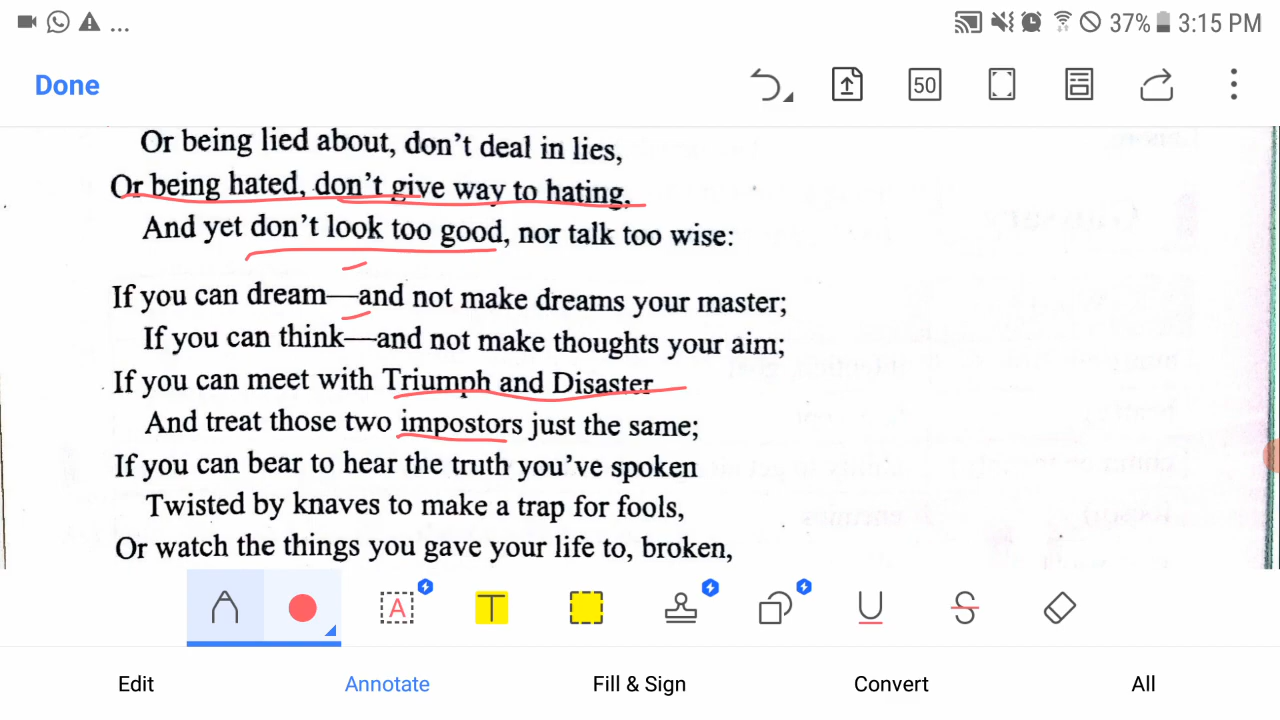 ...
37% 3:15 PM
Done
50
Or being lied about, don't deal in lies,
Or being hated, don't give way to hating,
And yet don't look too good, nor talk too wise:
If you can dream—and not make dreams your master;
If you can think—and not make thoughts your aim;
If you can meet with Triumph and Disaster
And treat those two impostors just the same;
If you can bear to hear the truth you've spoken
Twisted by knaves to make a trap for fools,
Or watch the things you gave your life to, broken,
A T U S
Edit Annotate Fill & Sign Convert All